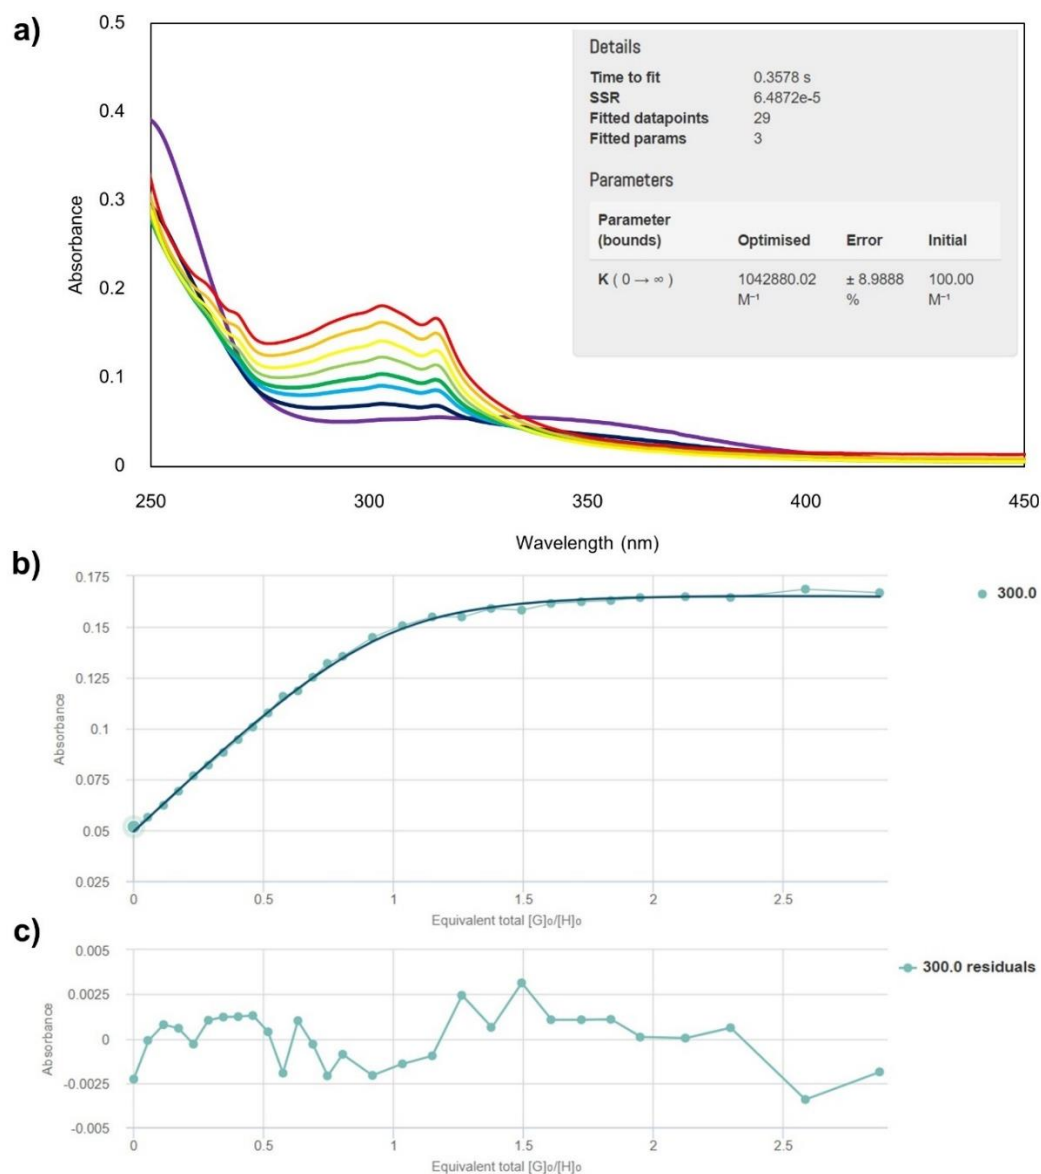 a)
0.5
0.4
0.3
0.2
0.1
0
Absorbance
250 300 350 400 450
Wavelength (nm)
Details
Time to fit 0.3578 s
SSR 6.4872e-5
Fitted datapoints 29
Fitted params 3
Parameters
Parameter
(bounds) Optimised Error Initial
K ( 0 → ∞ ) 1042880.02 ± 8.9888 100.00
M⁻¹ % M⁻¹
b)
0.175
0.15
0.125
0.1
0.075
0.05
0.025
Absorbance
0 0.5 1 1.5 2 2.5
Equivalent total [G]₀/[H]₀
300.0
c)
0.005
0.0025
0
-0.0025
-0.005
Absorbance
0 0.5 1 1.5 2 2.5
Equivalent total [G]₀/[H]₀
300.0 residuals